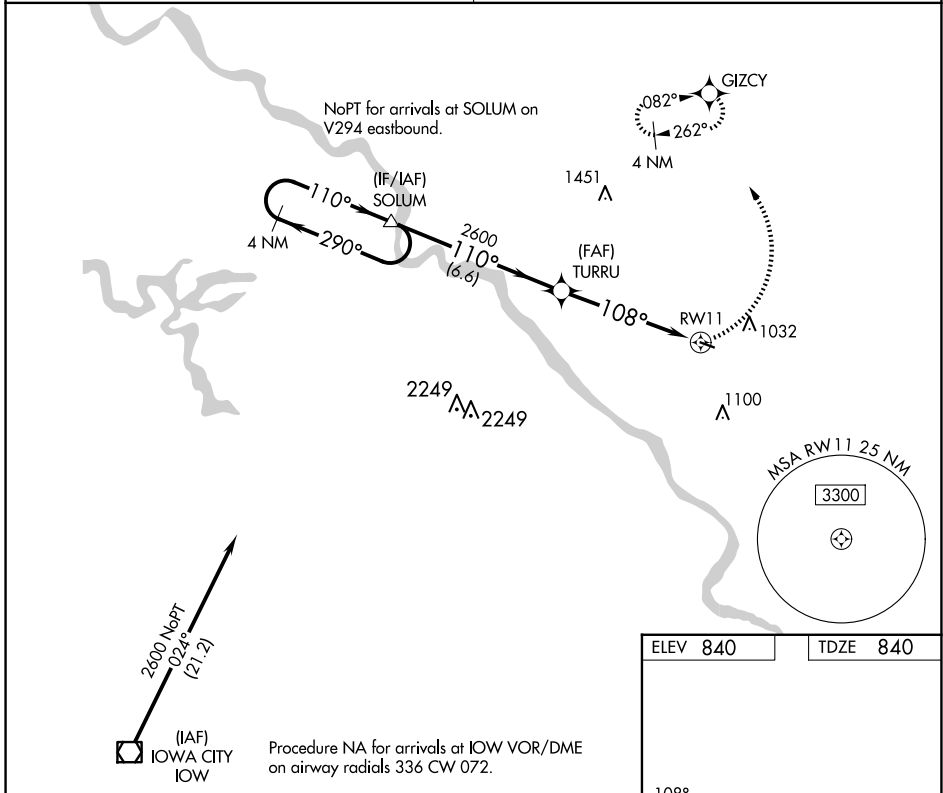 NoPT for arrivals at SOLUM on
V294 eastbound.
GIZCY
082°
262°
4 NM
1451
(IF/IAF)
SOLUM
110°
290°
4 NM
2600
110°
(6.6)
(FAF)
TURRU
108°
RW11
1032
2249
2249
1100
MSA RW11 25 NM
3300
2600 NoPT
024°
(21.2)
(IAF)
IOWA CITY
IOW
Procedure NA for arrivals at IOW VOR/DME
on airway radials 336 CW 072.
ELEV 840
TDZE 840